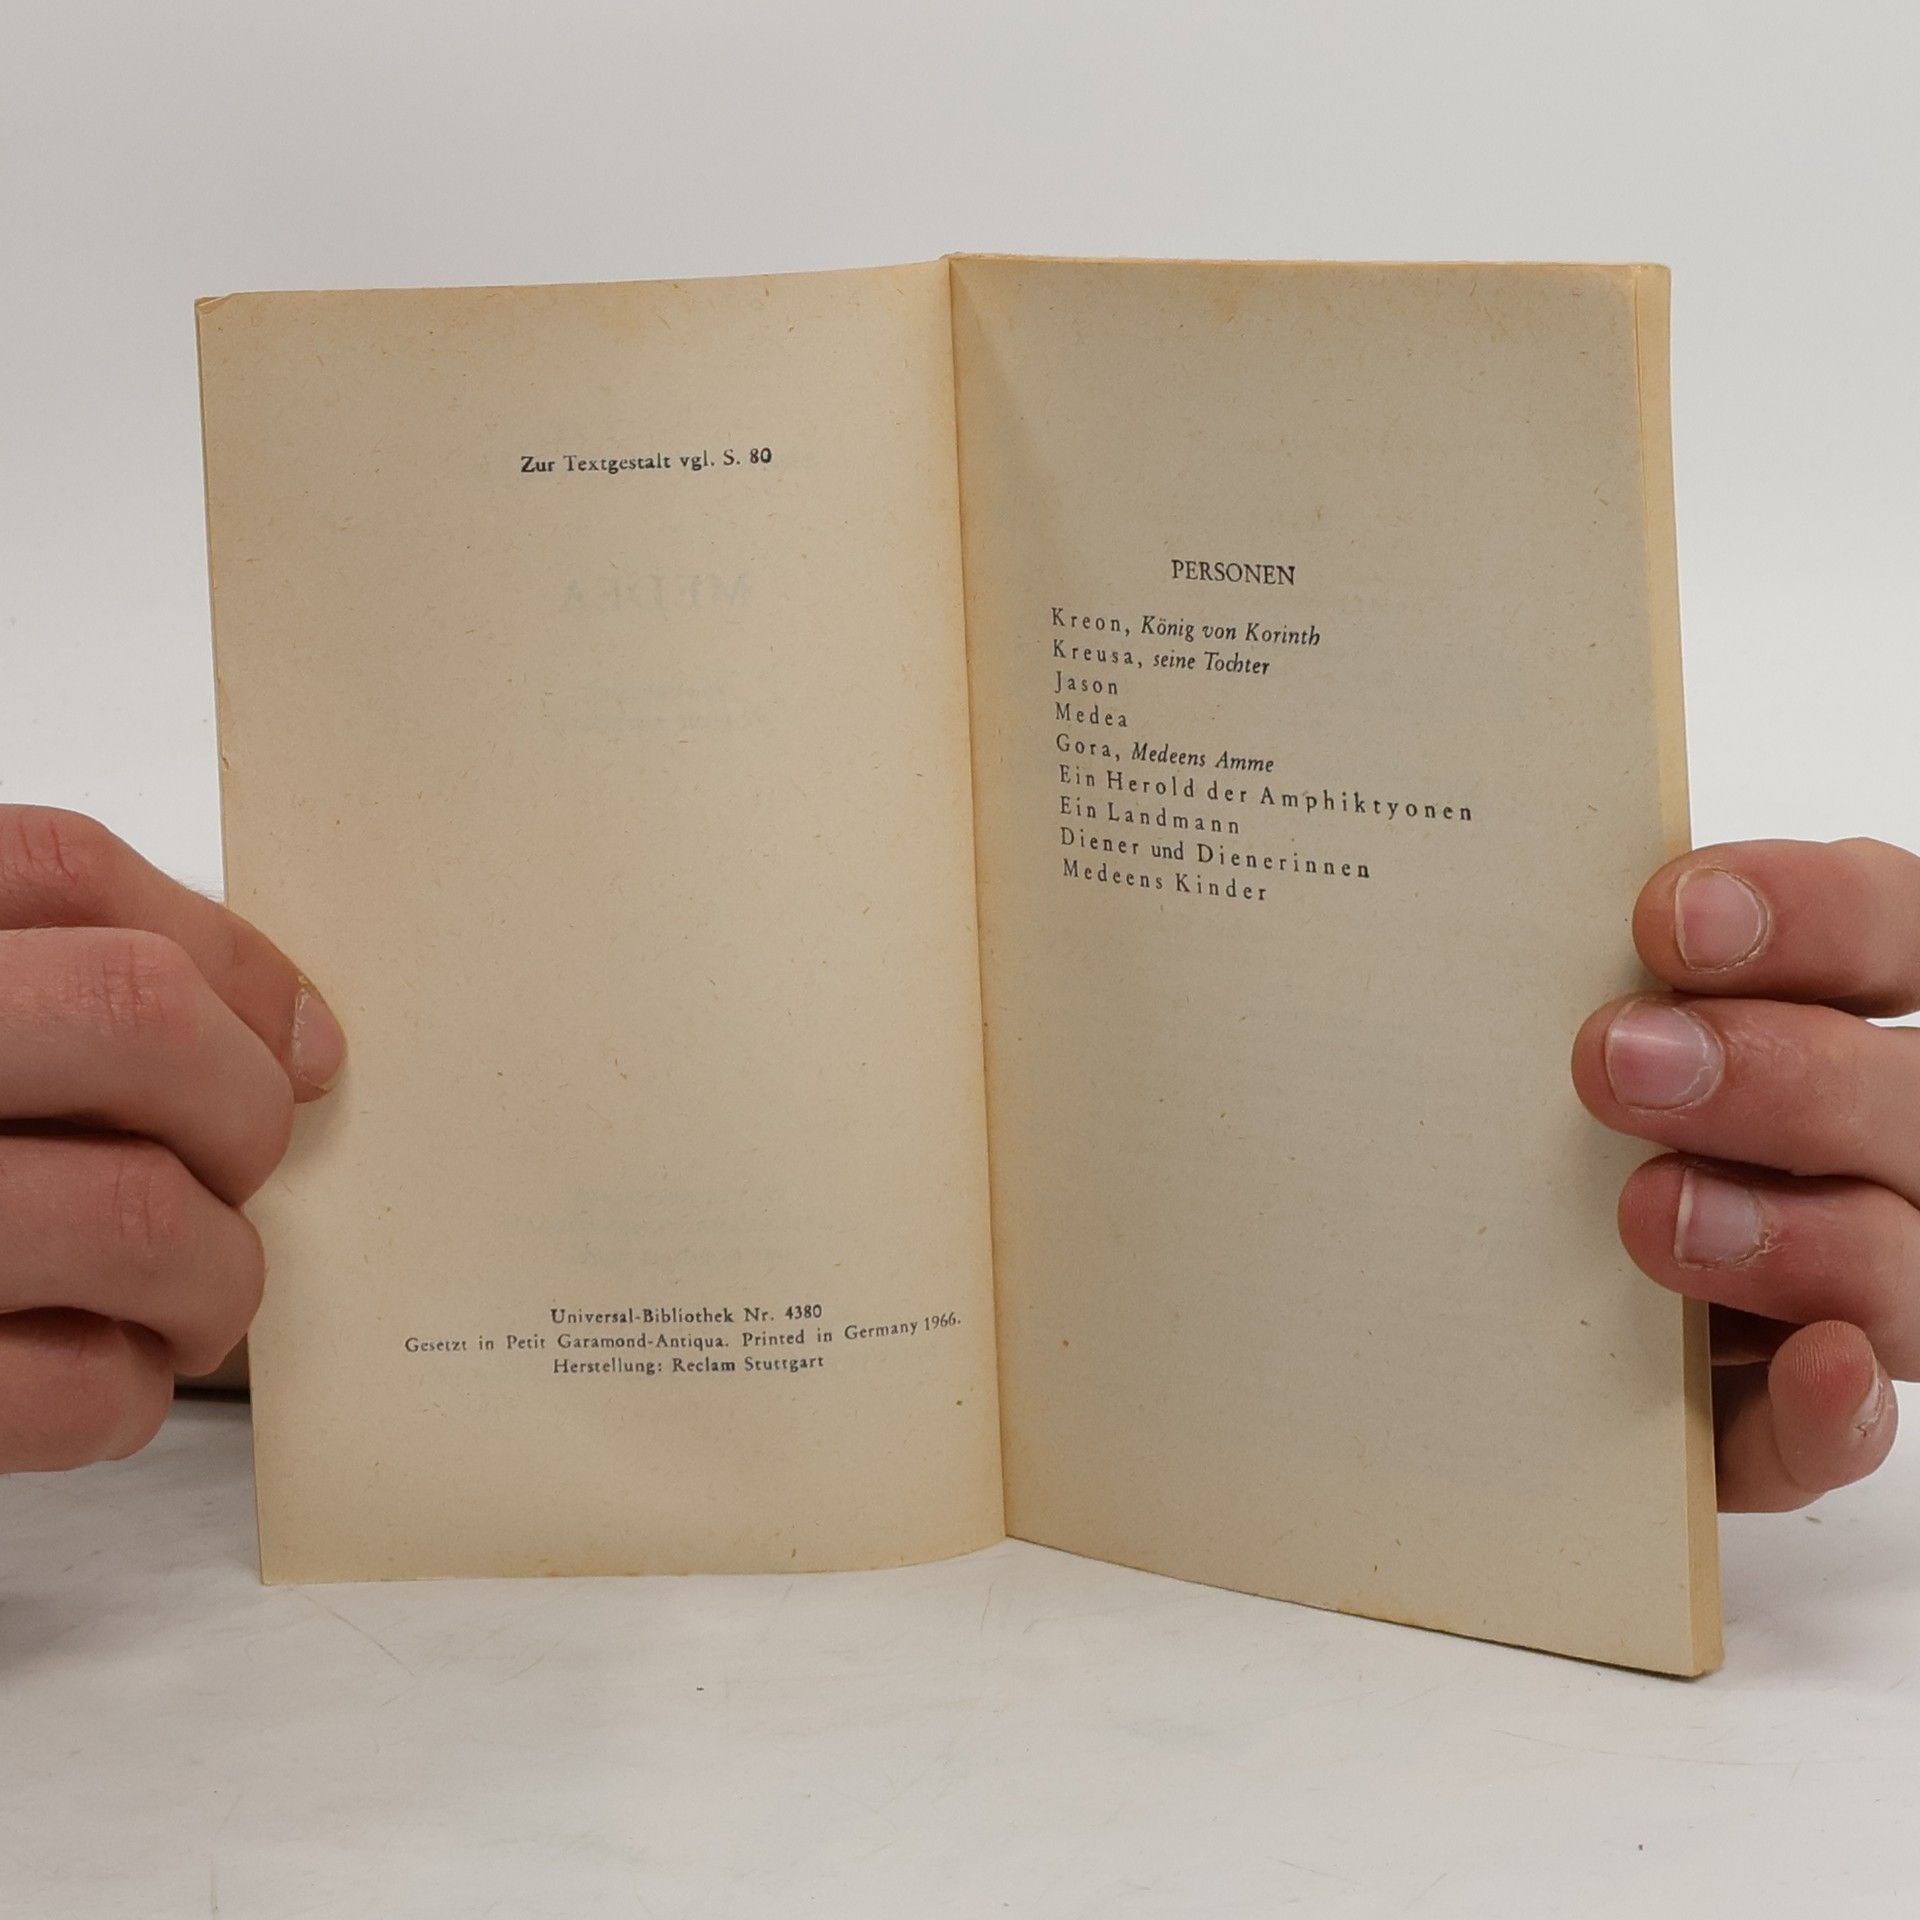 Zur Textgestalt vgl. S. 80
Universal-Bibliothek Nr. 4380
Gesetzt in Petit Garamond-Antiqua. Printed in Germany 1966.
Herstellung: Reclam Stuttgart
PERSONEN
Kreon, König von Korinth
Kreusa, seine Tochter
Jason
Medea
Gora, Medeens Amme
Ein Herold der Amphiktyonen
Ein Landmann
Diener und Dienerinnen
Medeens Kinder